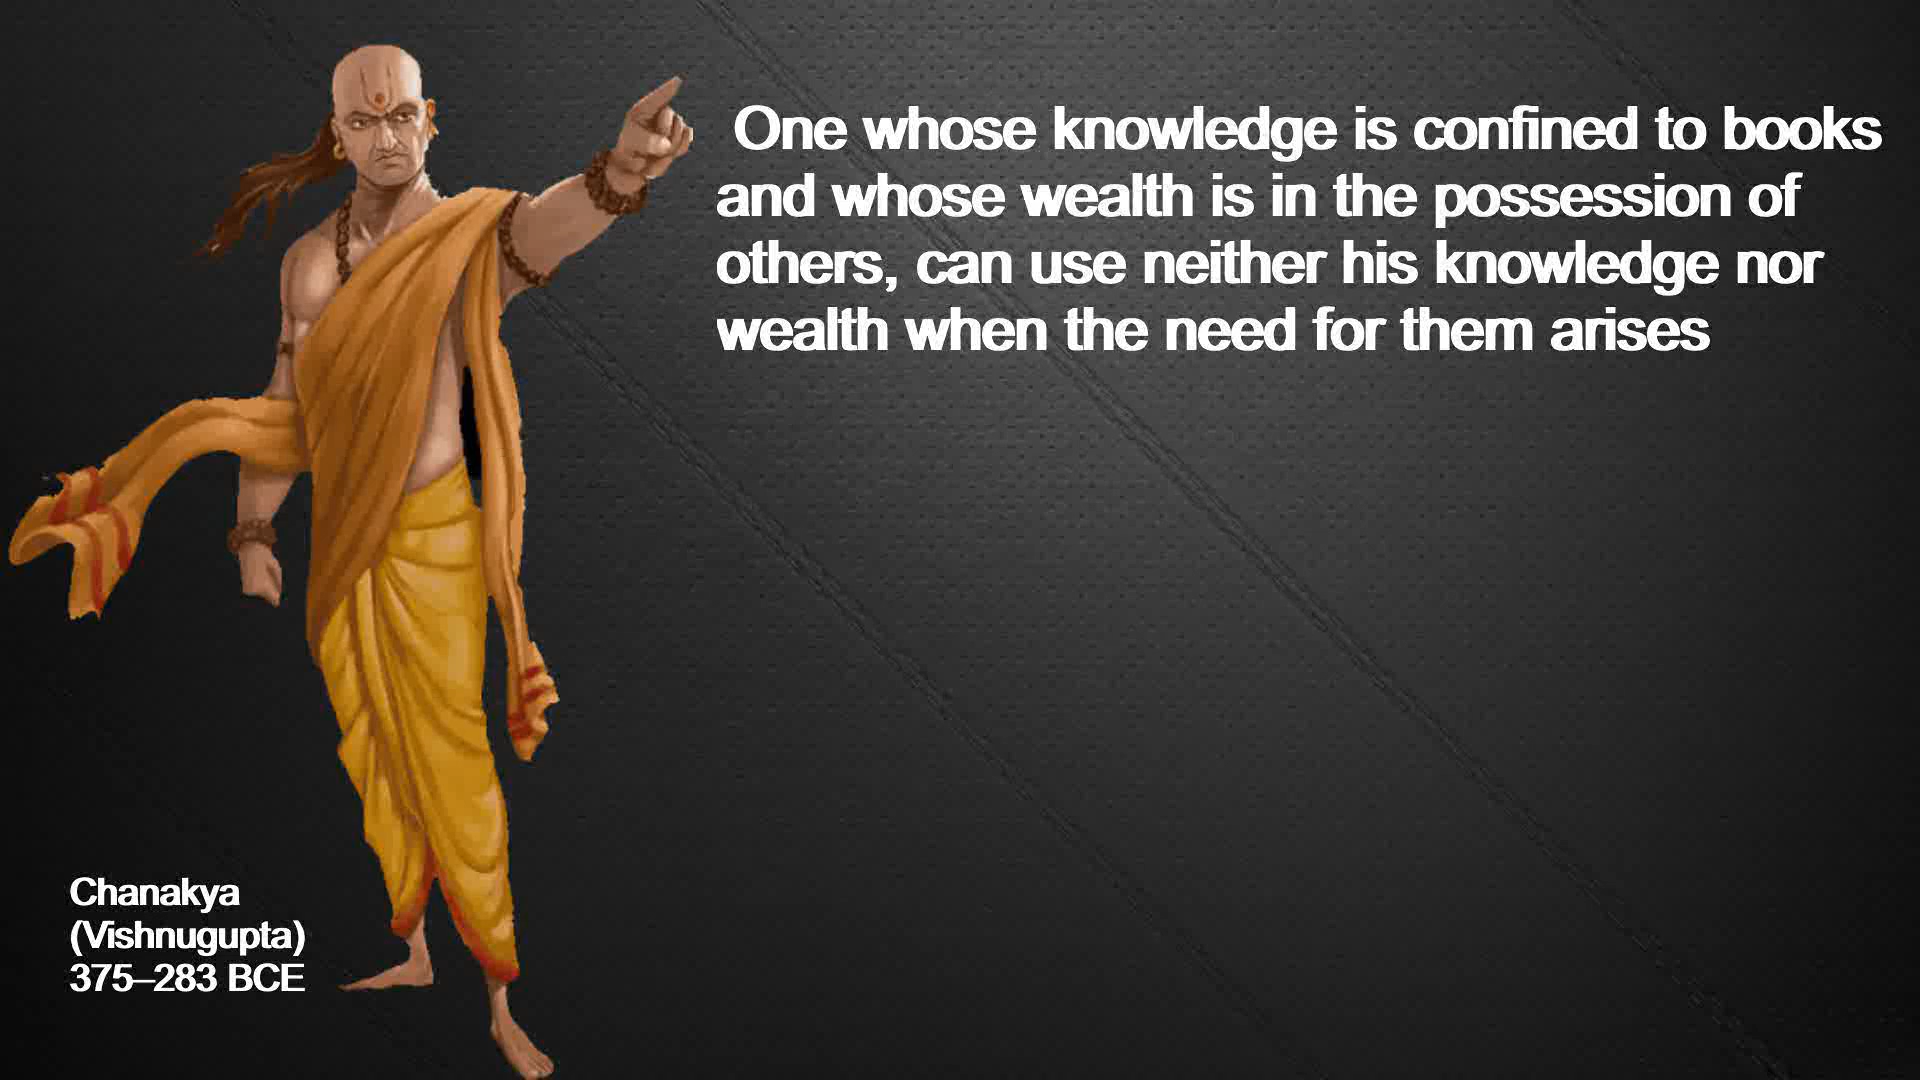 One whose knowledge is confined to books
and whose wealth is in the possession of
others, can use neither his knowledge nor
wealth when the need for them arises
Chanakya
(Vishnugupta)
375–283 BCE